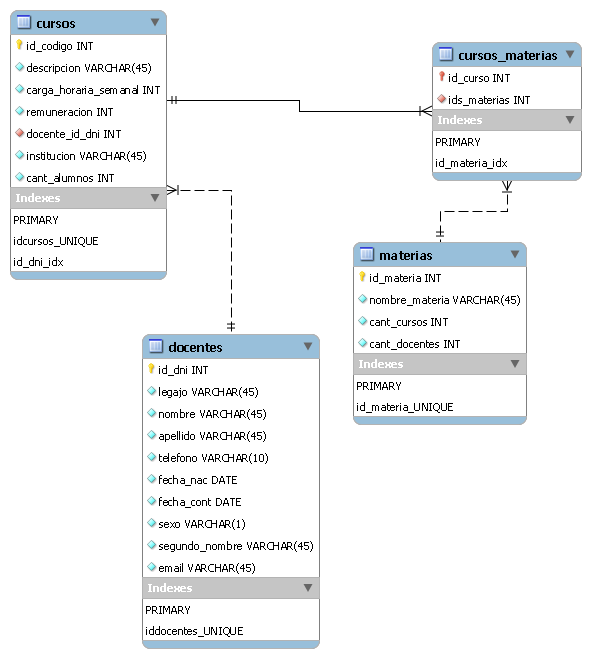 cursos
id_codigo INT
descripcion VARCHAR(45)
carga_horaria_semanal INT
remuneracion INT
docente_id_dni INT
institucion VARCHAR(45)
cant_alumnos INT
Indexes
PRIMARY
idcursos_UNIQUE
id_dni_idx
cursos_materias
id_curso INT
ids_materias INT
Indexes
PRIMARY
id_materia_idx
materias
id_materia INT
nombre_materia VARCHAR(45)
cant_cursos INT
cant_docentes INT
Indexes
PRIMARY
id_materia_UNIQUE
docentes
id_dni INT
legajo VARCHAR(45)
nombre VARCHAR(45)
apellido VARCHAR(45)
telefono VARCHAR(10)
fecha_nac DATE
fecha_cont DATE
sexo VARCHAR(1)
segundo_nombre VARCHAR(45)
email VARCHAR(45)
Indexes
PRIMARY
iddocentes_UNIQUE